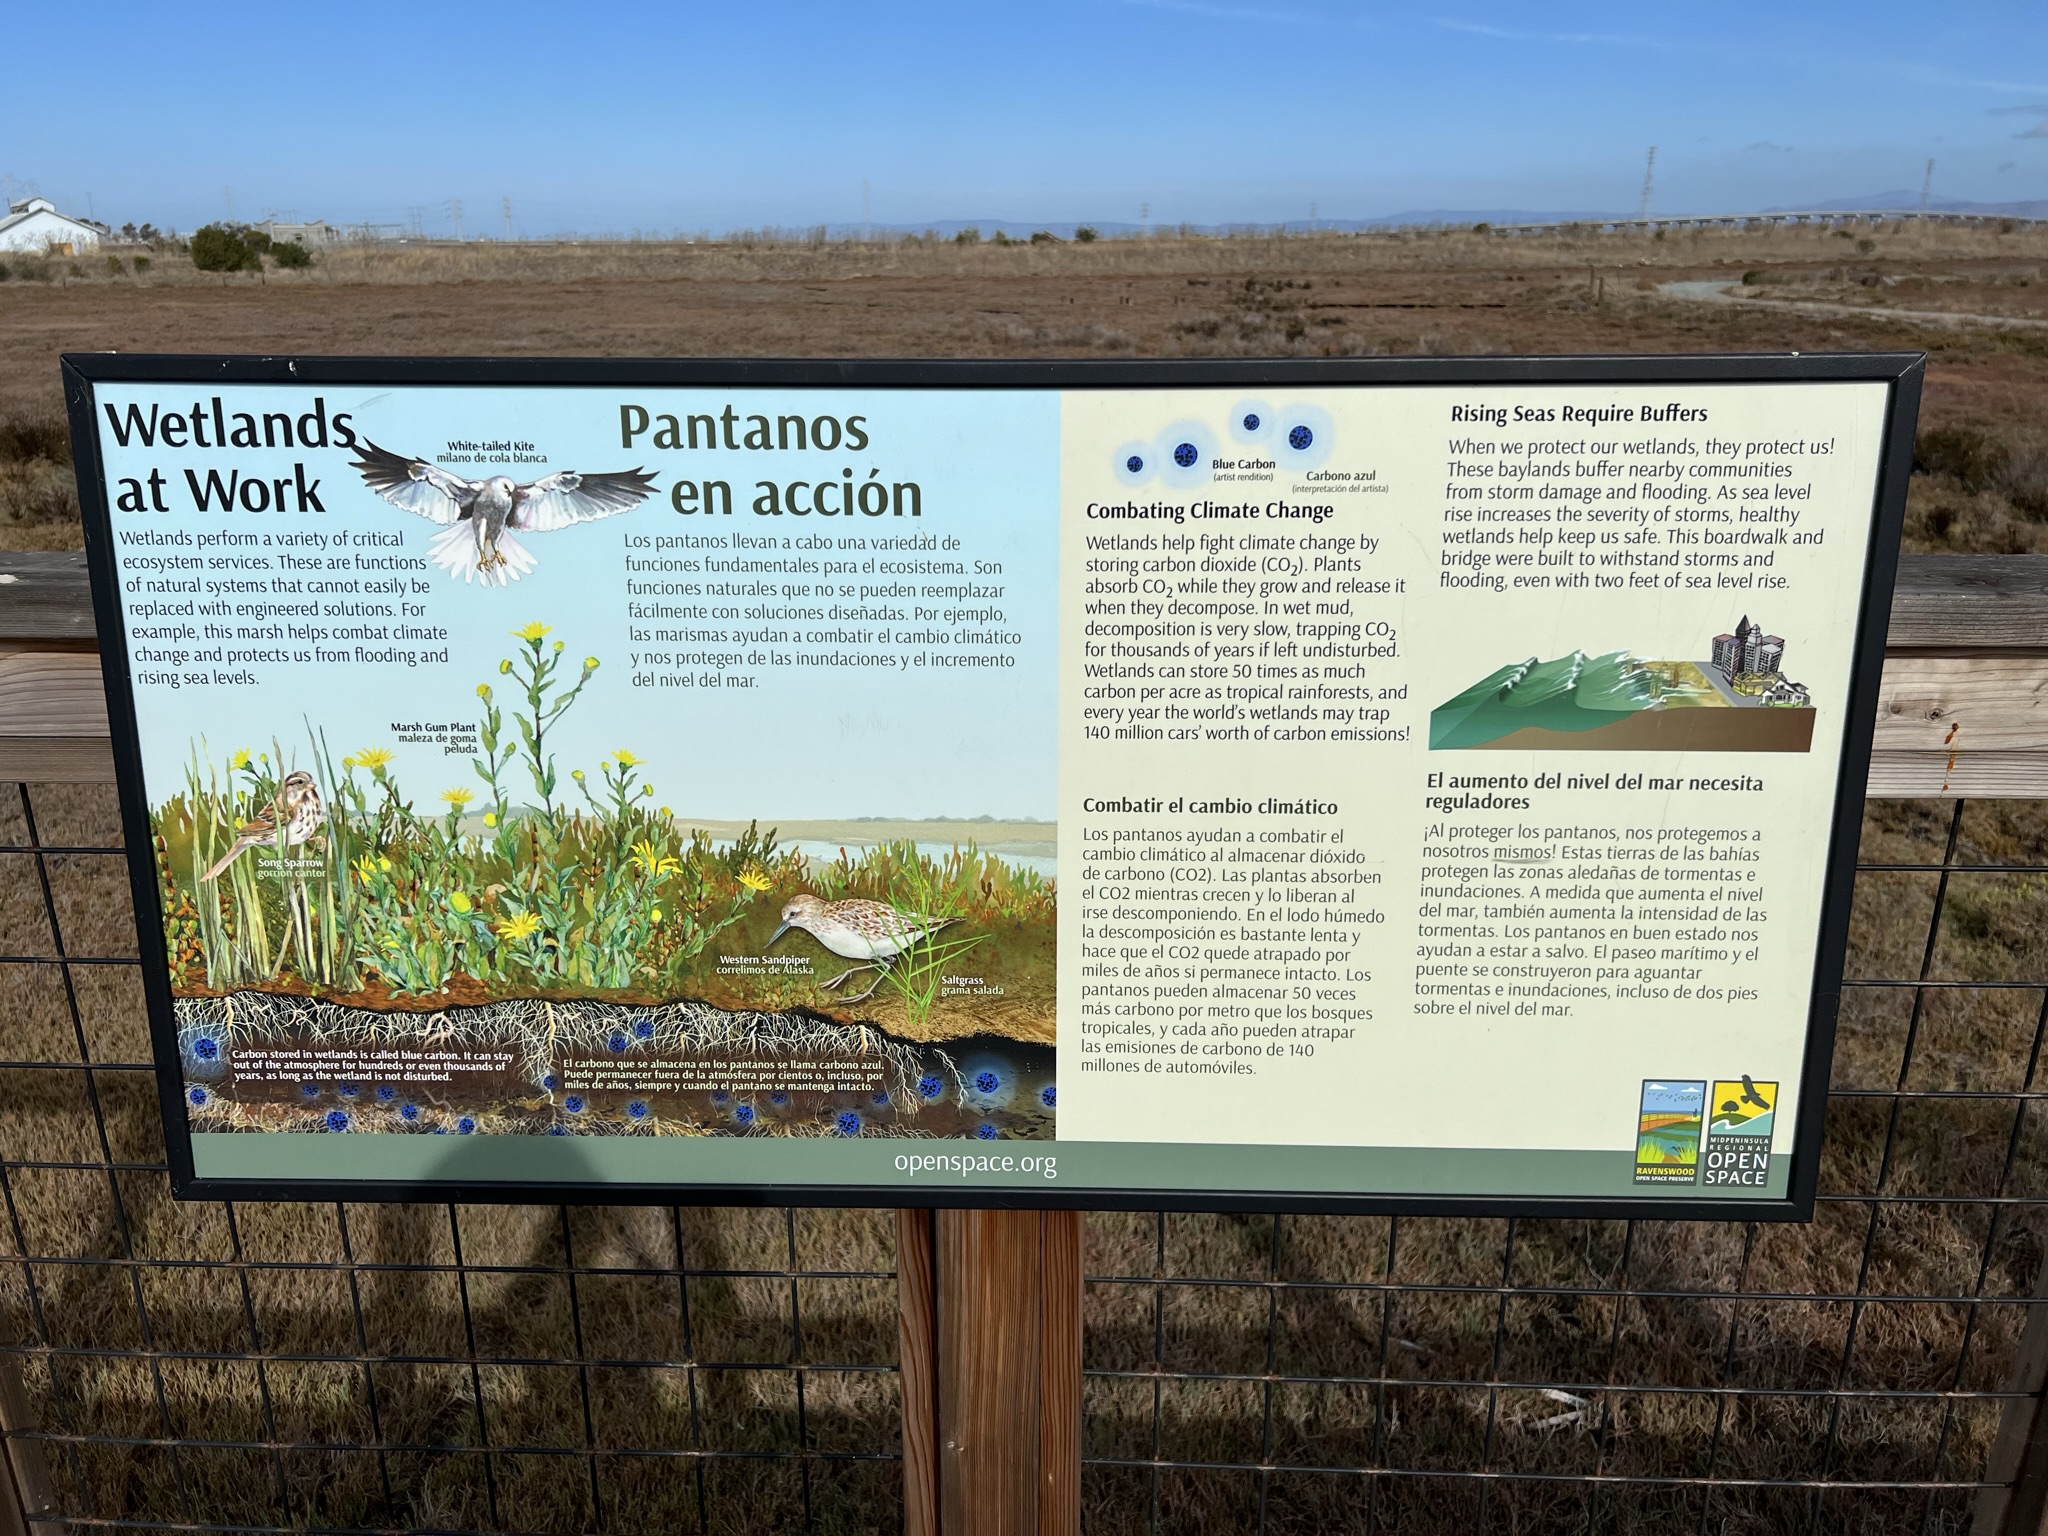 Wetlands
at Work
Wetlands perform a variety of critical
ecosystem services. These are functions
of natural systems that cannot easily be
replaced with engineered solutions. For
example, this marsh helps combat climate
change and protects us from flooding and
rising sea levels.
White-tailed Kite
milano de cola blanca
Pantanos
en acción
Los pantanos llevan a cabo una variedad de
funciones fundamentales para el ecosistema. Son
funciones naturales que no se pueden reemplazar
fácilmente con soluciones diseñadas. Por ejemplo,
las marismas ayudan a combatir el cambio climático
y nos protegen de las inundaciones y el incremento
del nivel del mar.
Marsh Gum Plant
maleza de goma
peluda
Song Sparrow
gorrión cantor
Western Sandpiper
correlimos de Alaska
Saltgrass
grama salada
Carbon stored in wetlands is called blue carbon. It can stay
out of the atmosphere for hundreds or even thousands of
years, as long as the wetland is not disturbed.
El carbono que se almacena en los pantanos se llama carbono azul.
Puede permanecer fuera de la atmósfera por cientos o, incluso, por
miles de años, siempre y cuando el pantano se mantenga intacto.
Blue Carbon
(artist rendition)
Carbono azul
(interpretación del artista)
Combating Climate Change
Wetlands help fight climate change by
storing carbon dioxide (CO₂). Plants
absorb CO₂ while they grow and release it
when they decompose. In wet mud,
decomposition is very slow, trapping CO₂
for thousands of years if left undisturbed.
Wetlands can store 50 times as much
carbon per acre as tropical rainforests, and
every year the world's wetlands may trap
140 million cars' worth of carbon emissions!
Combatir el cambio climático
Los pantanos ayudan a combatir el
cambio climático al almacenar dióxido
de carbono (CO2). Las plantas absorben
el CO2 mientras crecen y lo liberan al
irse descomponiendo. En el lodo húmedo
la descomposición es bastante lenta y
hace que el CO2 quede atrapado por
miles de años si permanece intacto. Los
pantanos pueden almacenar 50 veces
más carbono por metro que los bosques
tropicales, y cada año pueden atrapar
las emisiones de carbono de 140
millones de automóviles.
Rising Seas Require Buffers
When we protect our wetlands, they protect us!
These baylands buffer nearby communities
from storm damage and flooding. As sea level
rise increases the severity of storms, healthy
wetlands help keep us safe. This boardwalk and
bridge were built to withstand storms and
flooding, even with two feet of sea level rise.
El aumento del nivel del mar necesita
reguladores
¡Al proteger los pantanos, nos protegemos a
nosotros mismos! Estas tierras de las bahías
protegen las zonas aledañas de tormentas e
inundaciones. A medida que aumenta el nivel
del mar, también aumenta la intensidad de las
tormentas. Los pantanos en buen estado nos
ayudan a estar a salvo. El paseo marítimo y el
puente se construyeron para aguantar
tormentas e inundaciones, incluso de dos pies
sobre el nivel del mar.
RAVENSWOOD
OPEN SPACE PRESERVE
MIDPENINSULA
REGIONAL
OPEN
SPACE
openspace.org